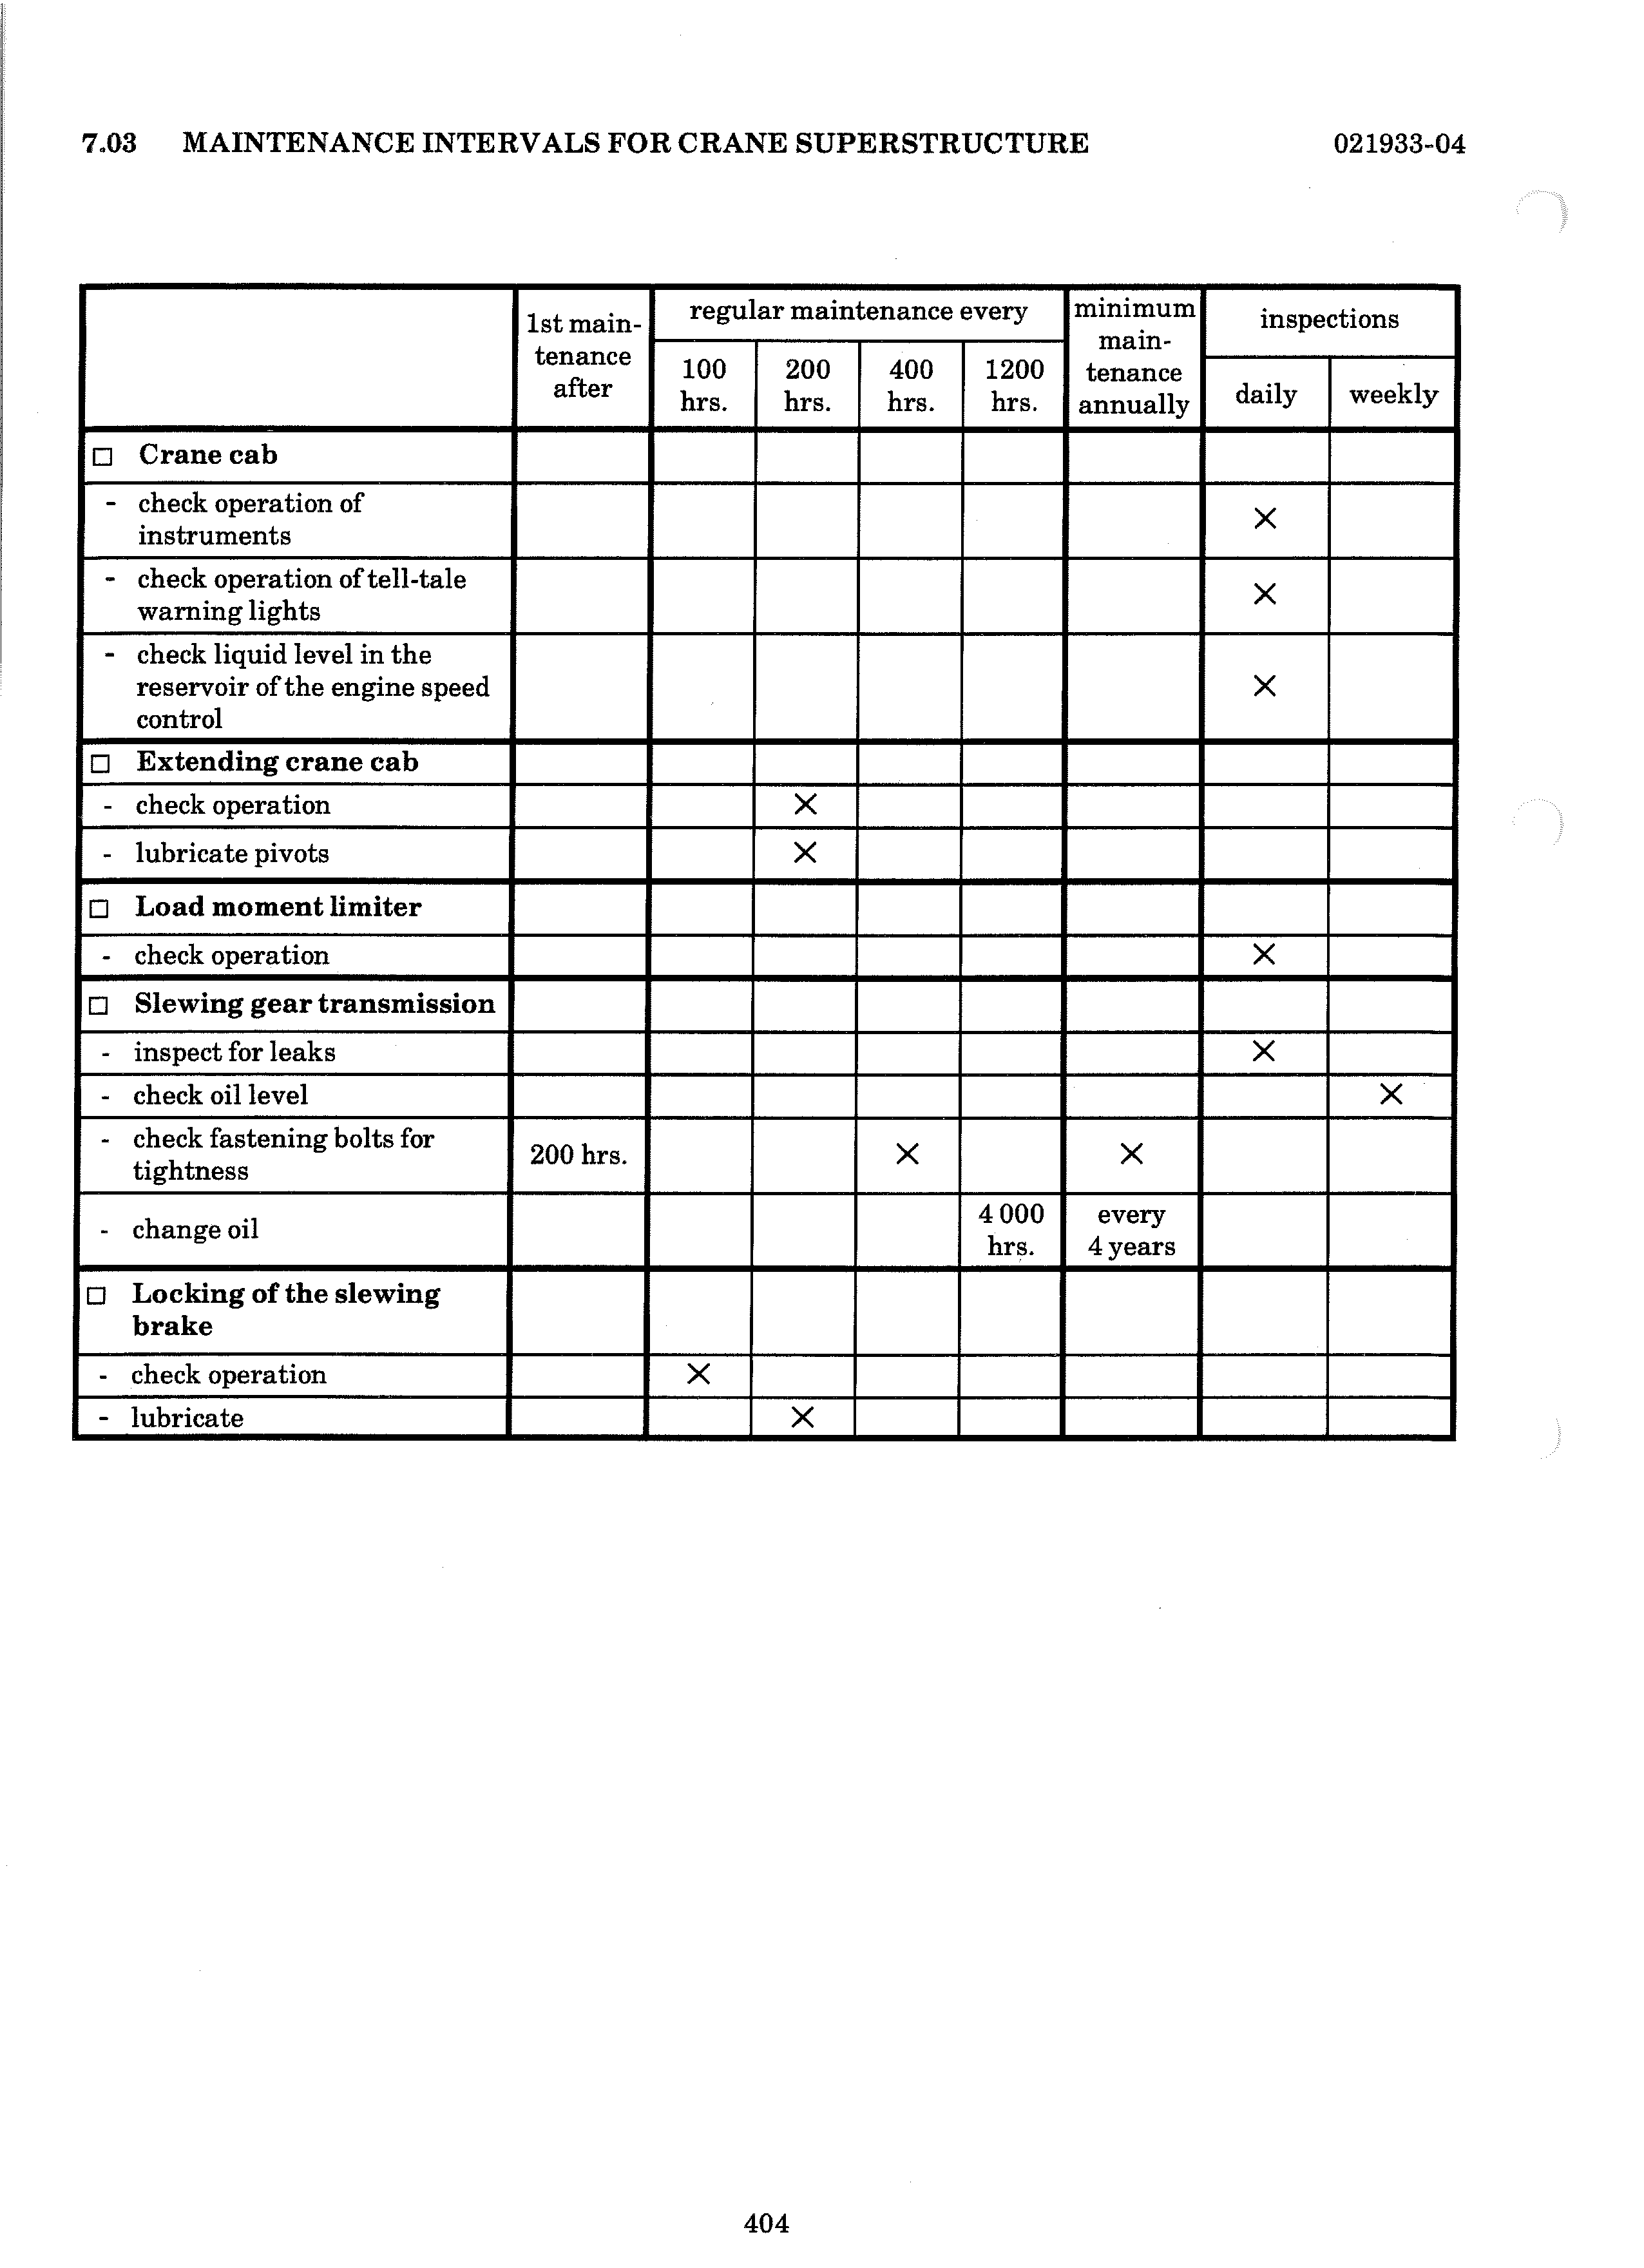 7.03 MAINTENANCE INTERVALS FOR CRANE SUPERSTRUCTURE 021933-04
1st main-
tenance
after
regular maintenance every
100
hrs.
200
hrs.
400
hrs.
1200
hrs.
minimum
main-
tenance
annually
inspections
daily
weekly
□ Crane cab
- check operation of
instruments
×
- check operation of tell-tale
warning lights
×
- check liquid level in the
reservoir of the engine speed
control
×
□ Extending crane cab
- check operation ×
- lubricate pivots ×
□ Load moment limiter
- check operation ×
□ Slewing gear transmission
- inspect for leaks ×
- check oil level ×
- check fastening bolts for
tightness
200 hrs. × ×
- change oil
4 000
hrs.
every
4 years
□ Locking of the slewing
brake
- check operation ×
- lubricate ×
404